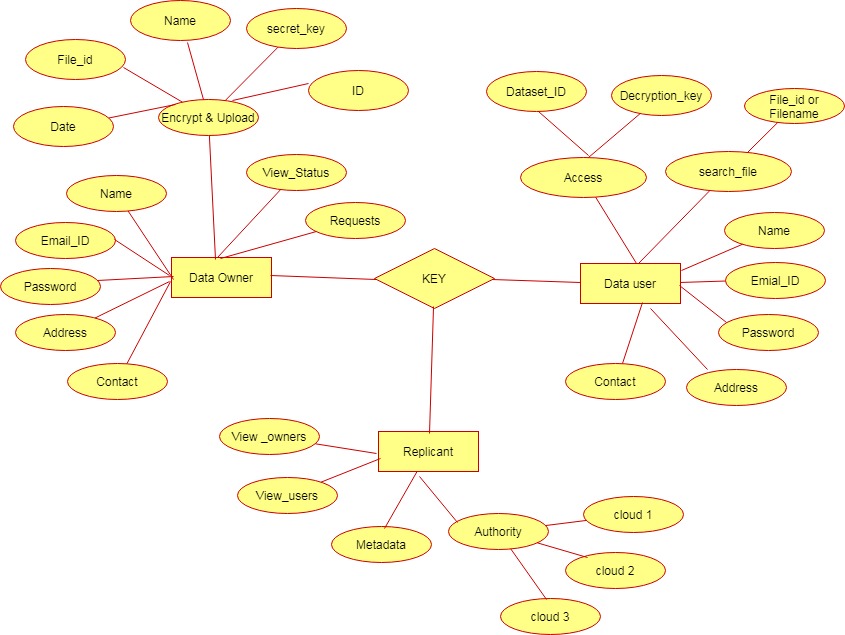 Name
secret_key
File_id
ID
Date
Encrypt & Upload
Dataset_ID
Decryption_key
File_id or
Filename
Access
search_file
View_Status
Name
Requests
Email_ID
Name
Password
Data Owner
KEY
Data user
Emial_ID
Address
Password
Contact
Contact
Address
View _owners
Replicant
View_users
Metadata
Authority
cloud 1
cloud 2
cloud 3